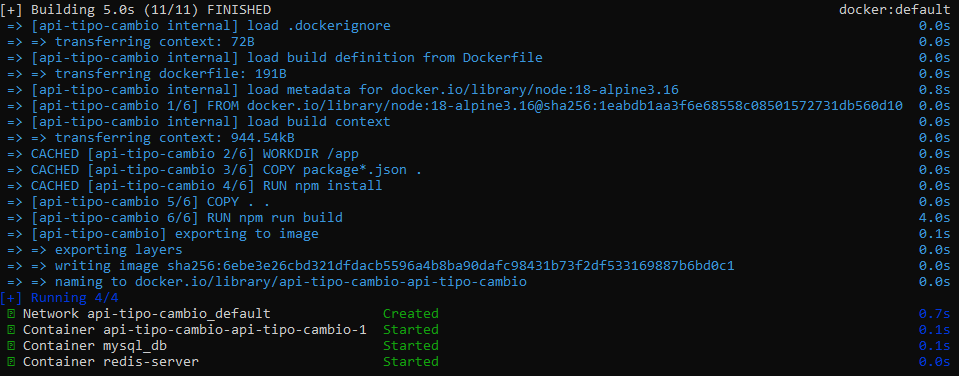 [+] Building 5.0s (11/11) FINISHED docker:default
=> [api-tipo-cambio internal] load .dockerignore 0.0s
=> => transferring context: 72B 0.0s
=> [api-tipo-cambio internal] load build definition from Dockerfile 0.0s
=> => transferring dockerfile: 191B 0.0s
=> [api-tipo-cambio internal] load metadata for docker.io/library/node:18-alpine3.16 0.8s
=> [api-tipo-cambio 1/6] FROM docker.io/library/node:18-alpine3.16@sha256:1eabdb1aa3f6e68558c08501572731db560d10 0.0s
=> [api-tipo-cambio internal] load build context 0.0s
=> => transferring context: 944.54kB 0.0s
=> CACHED [api-tipo-cambio 2/6] WORKDIR /app 0.0s
=> CACHED [api-tipo-cambio 3/6] COPY package*.json . 0.0s
=> CACHED [api-tipo-cambio 4/6] RUN npm install 0.0s
=> [api-tipo-cambio 5/6] COPY . . 0.0s
=> [api-tipo-cambio 6/6] RUN npm run build 4.0s
=> [api-tipo-cambio] exporting to image 0.1s
=> => exporting layers 0.0s
=> => writing image sha256:6ebe3e26cbd321dfdacb5596a4b8ba90dafc98431b73f2df533169887b6bd0c1 0.0s
=> => naming to docker.io/library/api-tipo-cambio-api-tipo-cambio 0.0s
[+] Running 4/4
Network api-tipo-cambio_default Created 0.7s
Container api-tipo-cambio-api-tipo-cambio-1 Started 0.1s
Container mysql_db Started 0.1s
Container redis-server Started 0.0s